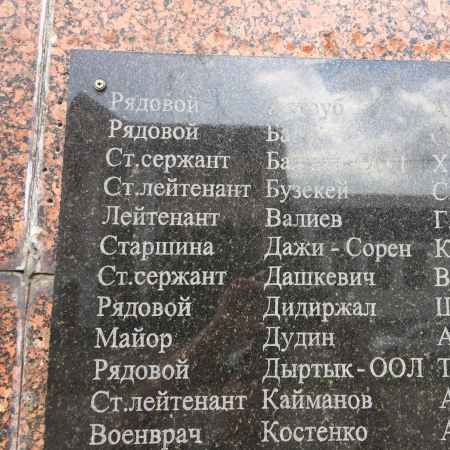 Рядовой А
Рядовой
Ст.сержант Х
Ст.лейтенант Бузекей С
Лейтенант Валиев Г
Старшина Дажи - Сорен К
Ст.сержант Дашкевич В
Рядовой Дидиржал
Майор Дудин А
Рядовой Дыртык - ООЛ Т
Ст.лейтенант Кайманов А
Военврач Костенко А